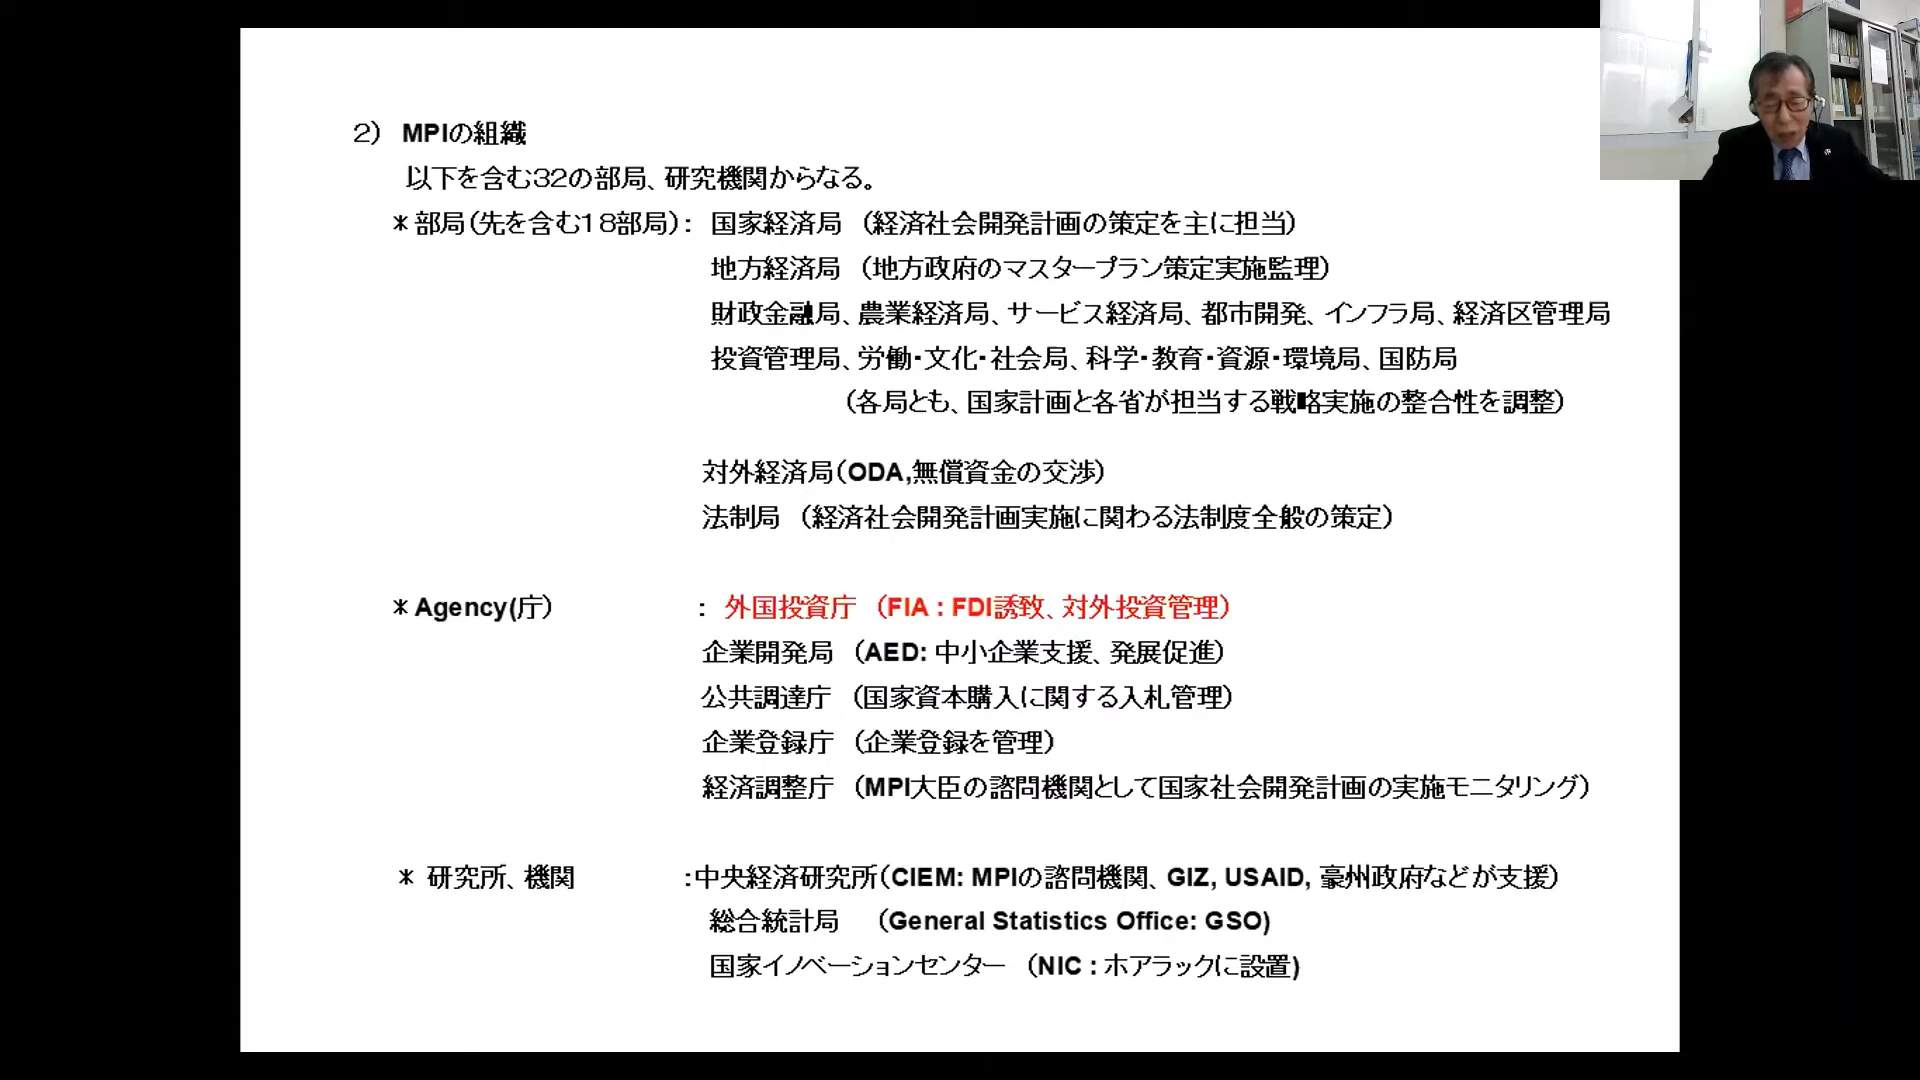 ２） MPIの組織
以下を含む32の部局、研究機関からなる。
＊部局（先を含む１８部局）： 国家経済局 （経済社会開発計画の策定を主に担当）
地方経済局 （地方政府のマスタープラン策定実施監理）
財政金融局、農業経済局、サービス経済局、都市開発、インフラ局、経済区管理局
投資管理局、労働・文化・社会局、科学・教育・資源・環境局、国防局
（各局とも、国家計画と各省が担当する戦略実施の整合性を調整）
対外経済局（ODA,無償資金の交渉）
法制局 （経済社会開発計画実施に関わる法制度全般の策定）
＊Agency(庁） ： 外国投資庁 （FIA : FDI誘致、対外投資管理）
企業開発局 （AED: 中小企業支援、発展促進）
公共調達庁 （国家資本購入に関する入札管理）
企業登録庁 （企業登録を管理）
経済調整庁 （MPI大臣の諮問機関として国家社会開発計画の実施モニタリング）
＊ 研究所、機関 :中央経済研究所（CIEM: MPIの諮問機関、GIZ, USAID, 豪州政府などが支援）
総合統計局 （General Statistics Office: GSO)
国家イノベーションセンター （NIC : ホアラックに設置)